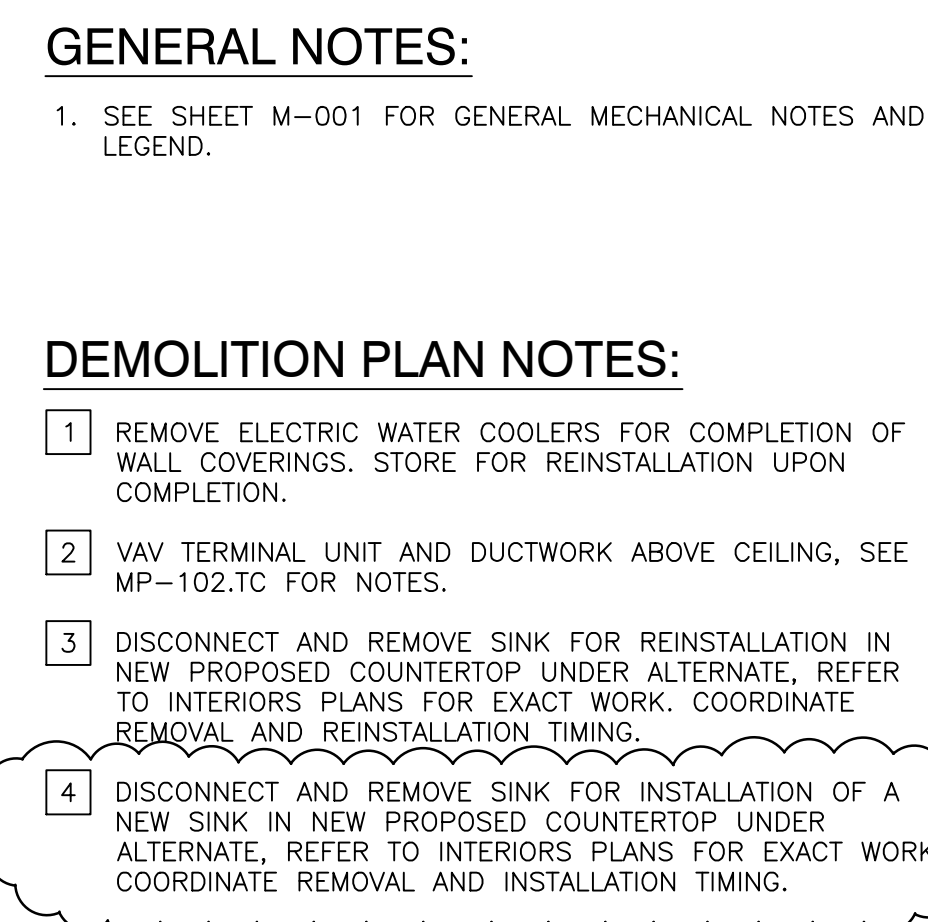 GENERAL NOTES:
1. SEE SHEET M-001 FOR GENERAL MECHANICAL NOTES AND
LEGEND.
DEMOLITION PLAN NOTES:
1 REMOVE ELECTRIC WATER COOLERS FOR COMPLETION OF
WALL COVERINGS. STORE FOR REINSTALLATION UPON
COMPLETION.
2 VAV TERMINAL UNIT AND DUCTWORK ABOVE CEILING, SEE
MP-102.TC FOR NOTES.
3 DISCONNECT AND REMOVE SINK FOR REINSTALLATION IN
NEW PROPOSED COUNTERTOP UNDER ALTERNATE, REFER
TO INTERIORS PLANS FOR EXACT WORK. COORDINATE
REMOVAL AND REINSTALLATION TIMING.
4 DISCONNECT AND REMOVE SINK FOR INSTALLATION OF A
NEW SINK IN NEW PROPOSED COUNTERTOP UNDER
ALTERNATE, REFER TO INTERIORS PLANS FOR EXACT WORK
COORDINATE REMOVAL AND INSTALLATION TIMING.